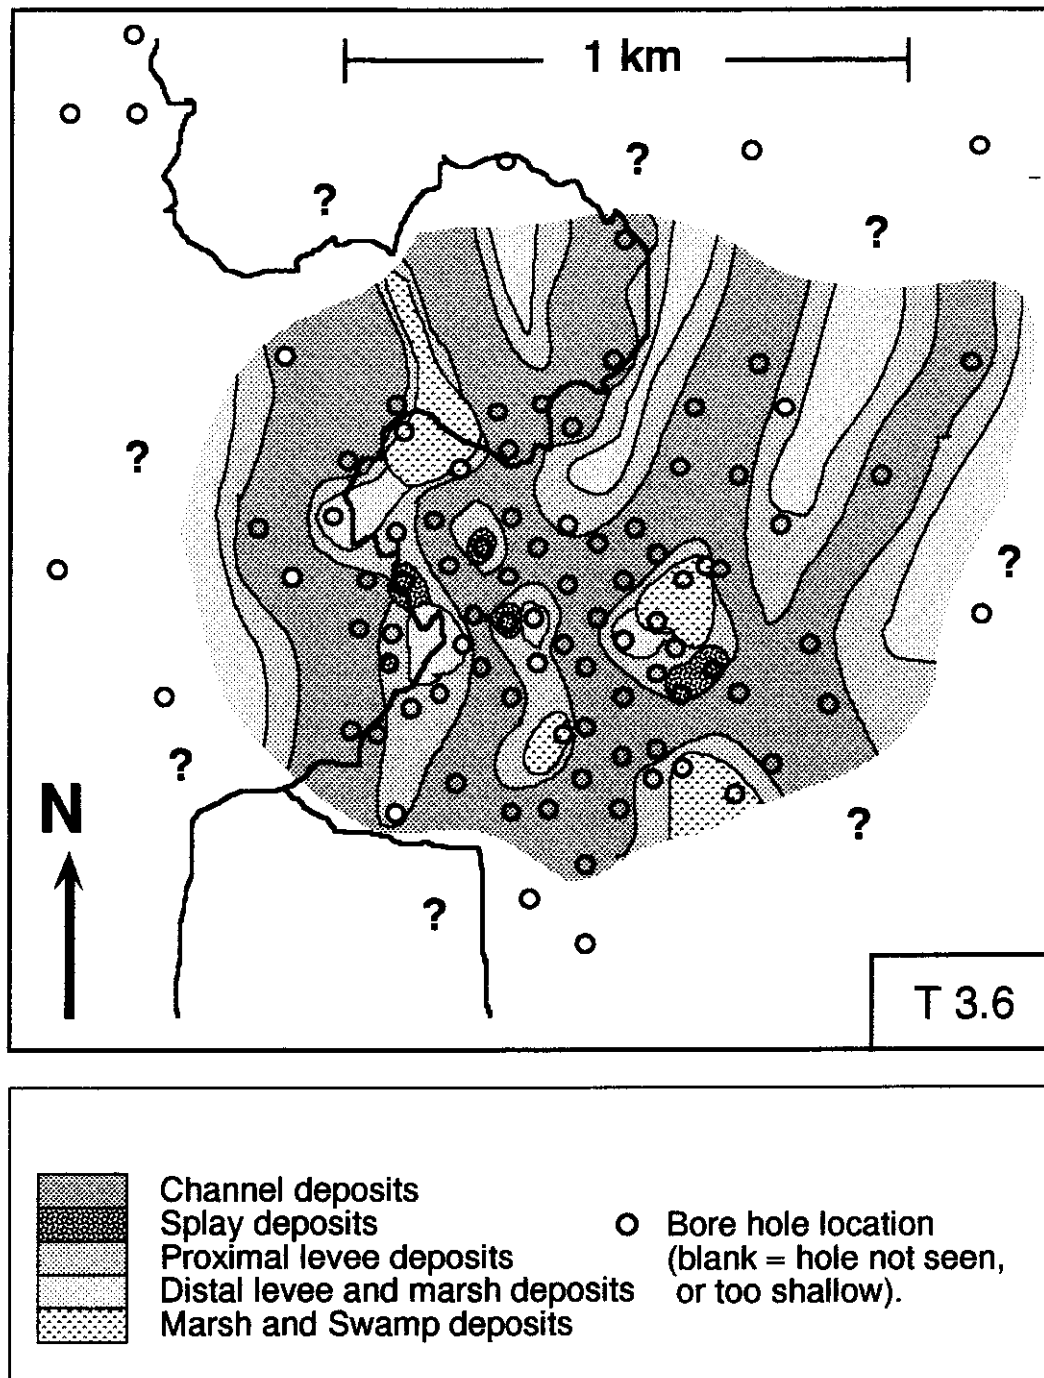 1 km
?
?
?
?
?
?
N
?
?
T 3.6
Channel deposits
Splay deposits
Proximal levee deposits
Distal levee and marsh deposits
Marsh and Swamp deposits
Bore hole location
(blank = hole not seen,
or too shallow).